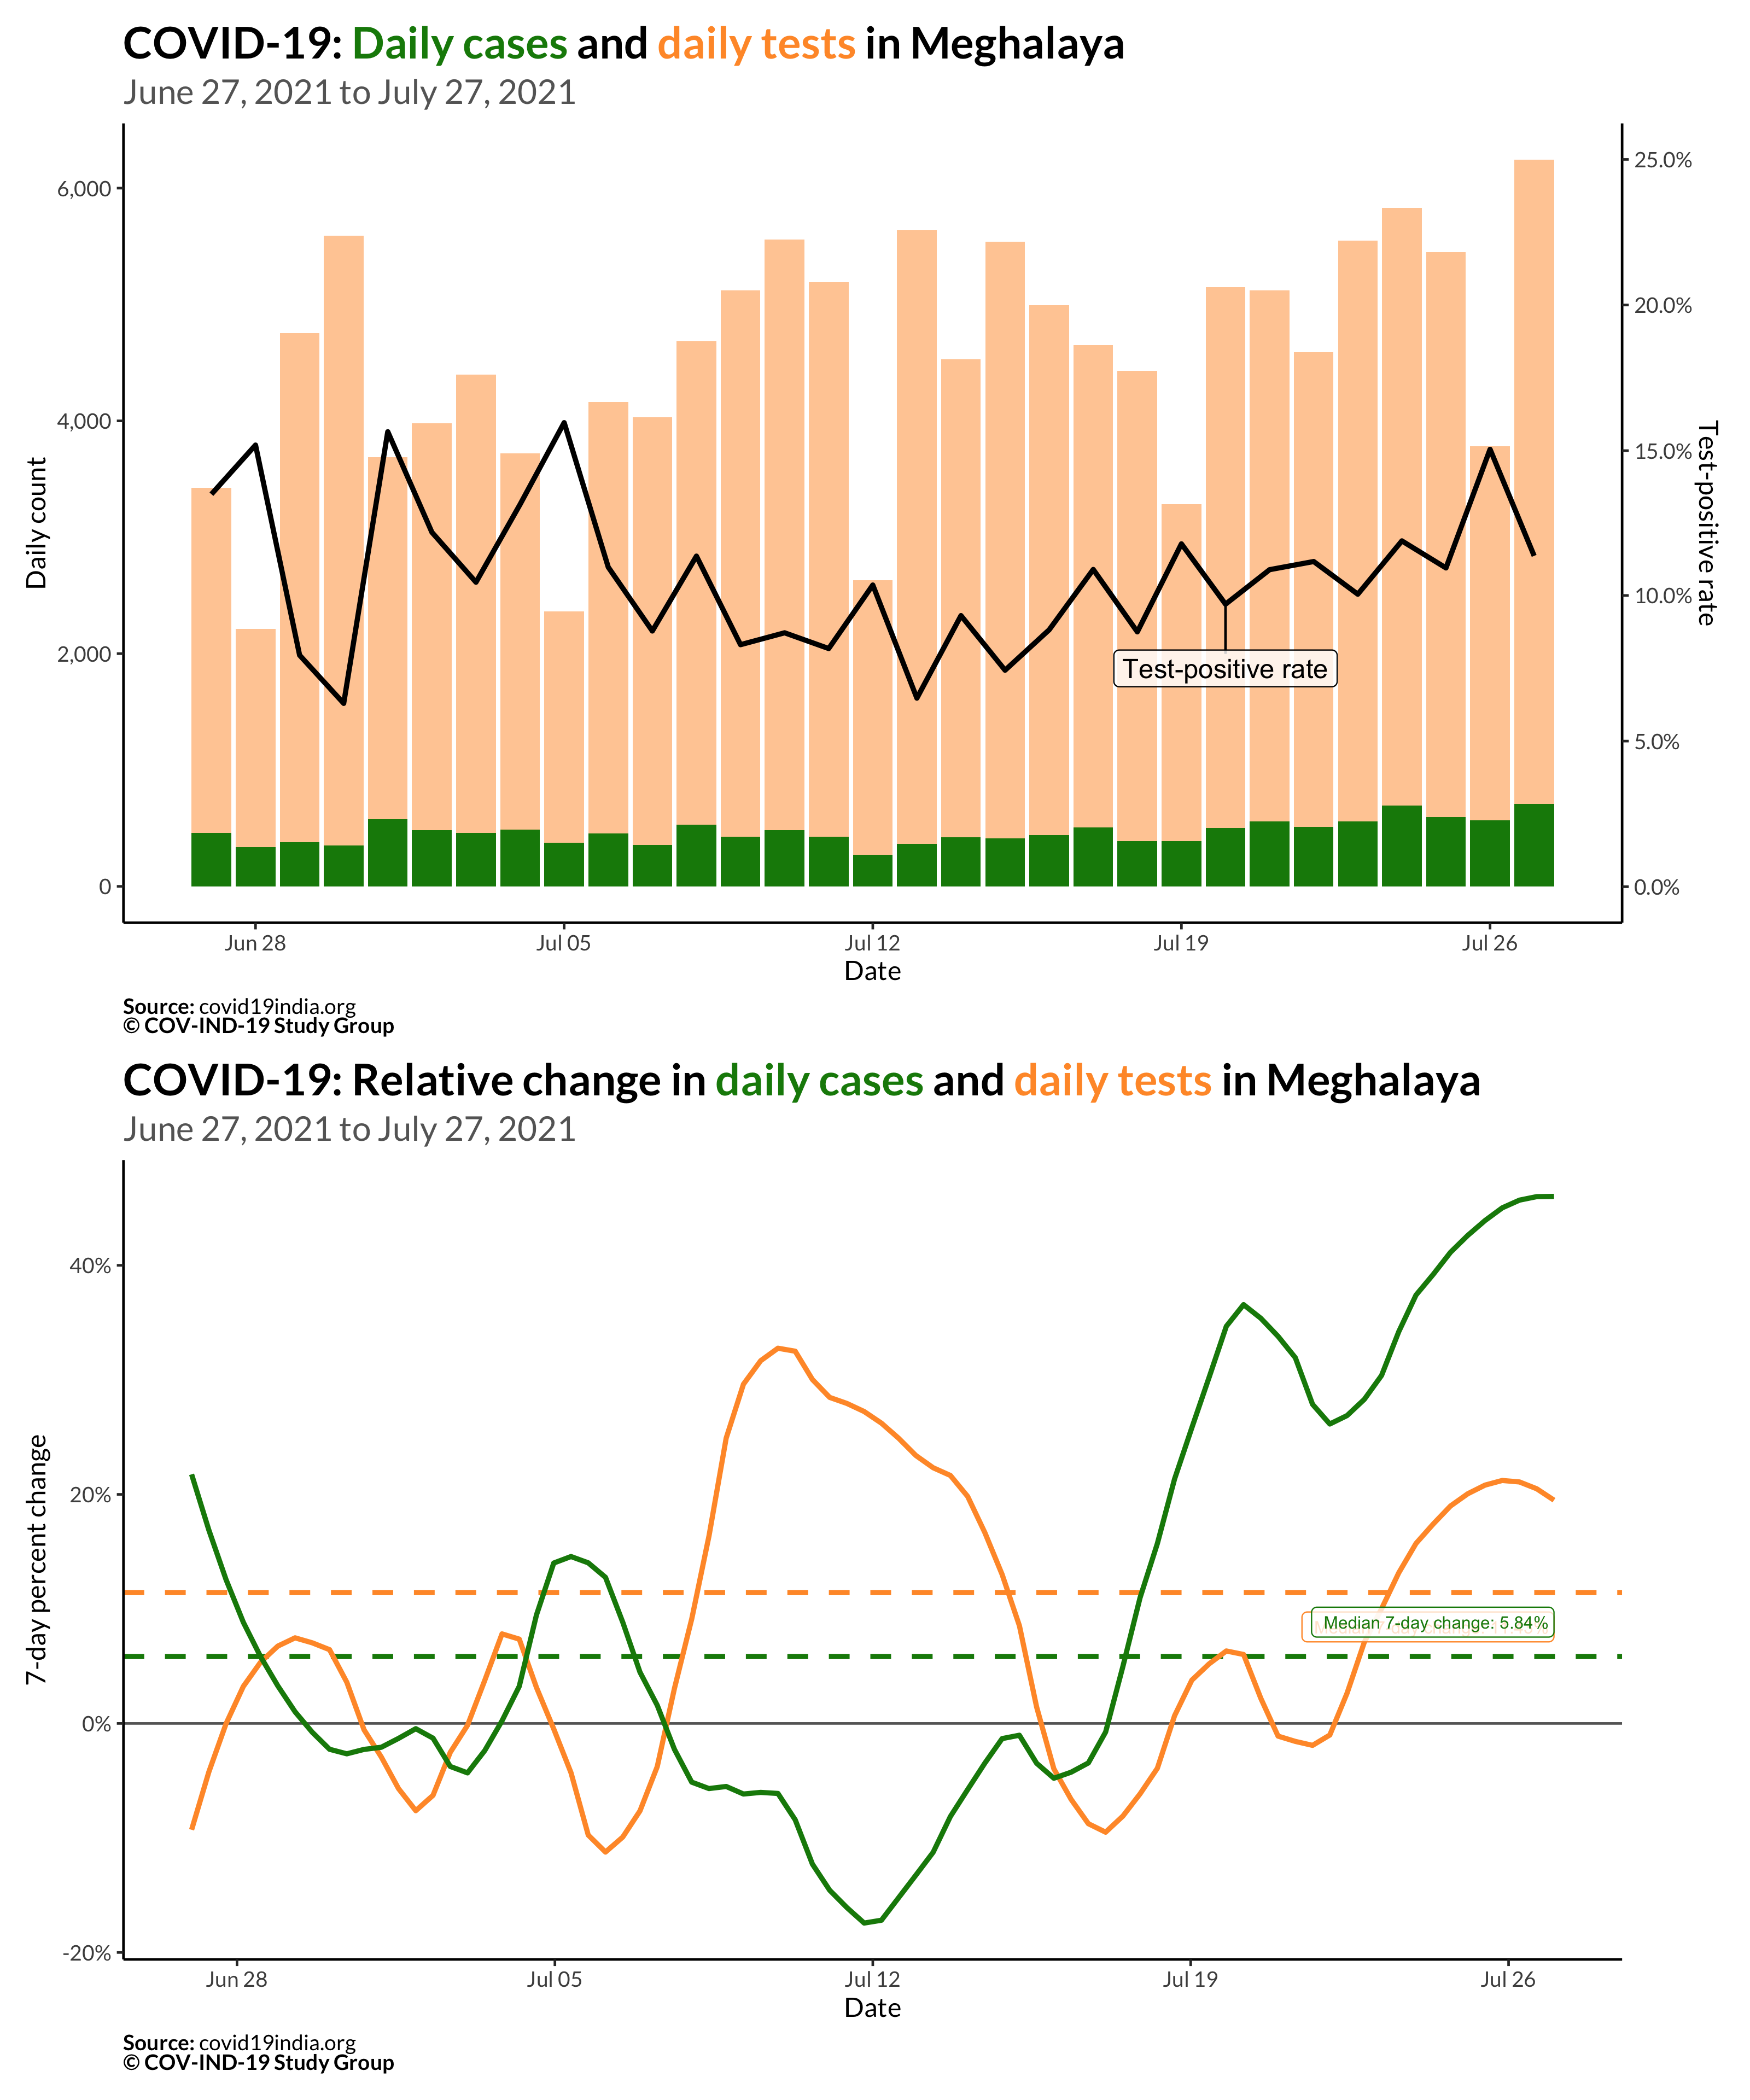 COVID-19: Daily cases and daily tests in Meghalaya
June 27, 2021 to July 27, 2021
6,000
4,000
2,000
0
Daily count
25.0%
20.0%
15.0%
10.0%
5.0%
0.0%
Test-positive rate
Test-positive rate
Jun 28
Jul 05
Jul 12
Jul 19
Jul 26
Date
Source: covid19india.org
© COV-IND-19 Study Group
COVID-19: Relative change in daily cases and daily tests in Meghalaya
June 27, 2021 to July 27, 2021
40%
20%
0%
-20%
7-day percent change
Median 7-day change: 5.84%
Jun 28
Jul 05
Jul 12
Jul 19
Jul 26
Date
Source: covid19india.org
© COV-IND-19 Study Group